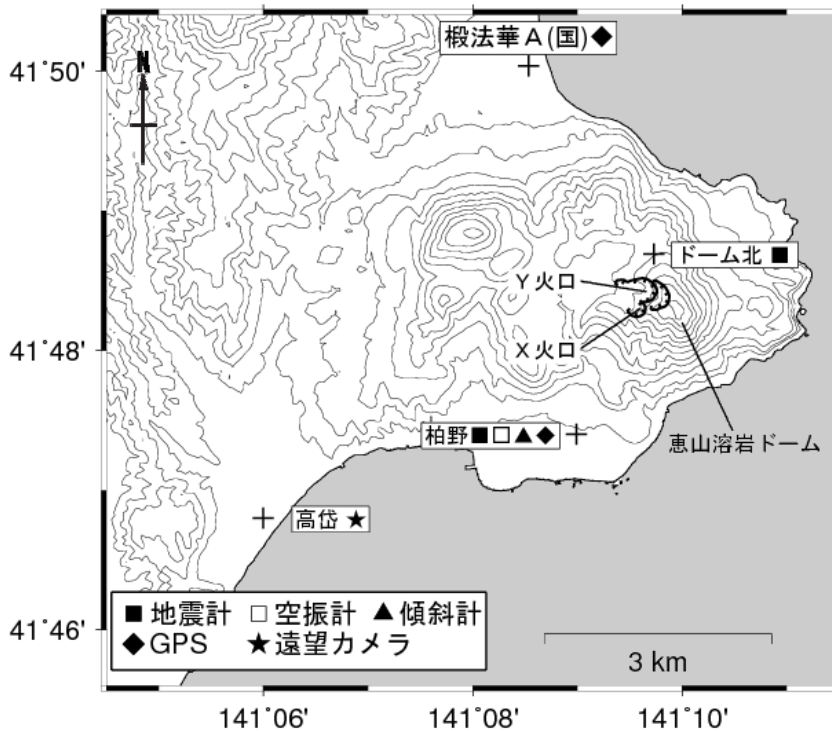 椴法華A(国)◆
41°50'
N
ドーム北 ■
Y火口
X火口
41°48'
柏野■□▲◆
恵山溶岩ドーム
高岱 ★
■地震計 □空振計 ▲傾斜計
◆GPS ★遠望カメラ
41°46'
3 km
141°06' 141°08' 141°10'